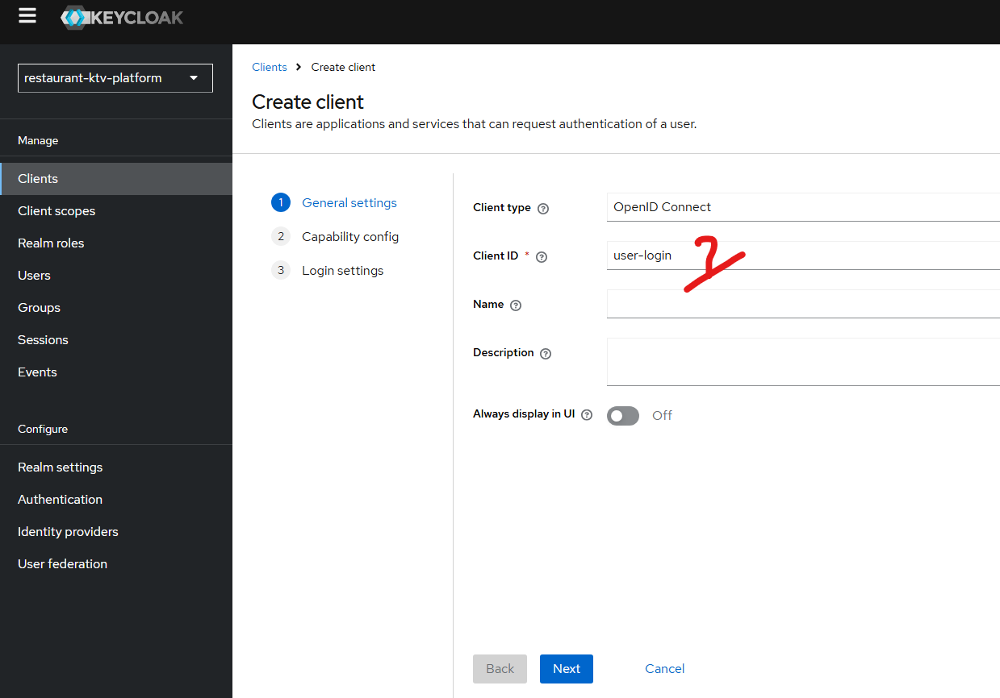 KEYCLOAK
restaurant-ktv-platform
Manage
Clients
Client scopes
Realm roles
Users
Groups
Sessions
Events
Configure
Realm settings
Authentication
Identity providers
User federation
Clients > Create client
Create client
Clients are applications and services that can request authentication of a user.
1 General settings
2 Capability config
3 Login settings
Client type ? OpenID Connect
Client ID * ? user-login
2
Name ?
Description ?
Always display in UI ? Off
Back Next Cancel